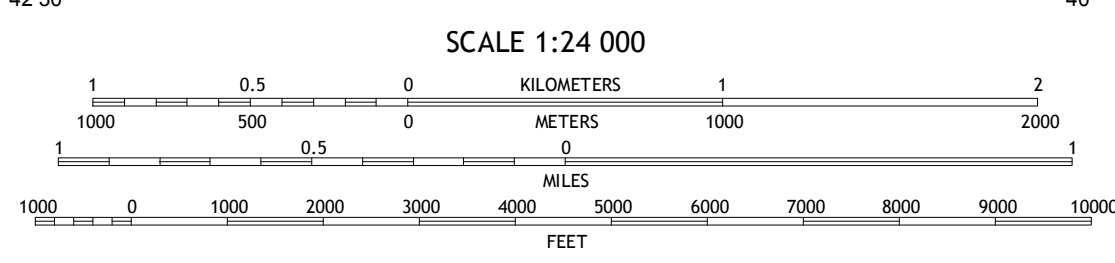 42'30" 40'
SCALE 1:24 000
1 0.5 0 KILOMETERS 1 2
1000 500 0 METERS 1000 2000
1 0.5 0 1
MILES
1000 0 1000 2000 3000 4000 5000 6000 7000 8000 9000 10000
FEET